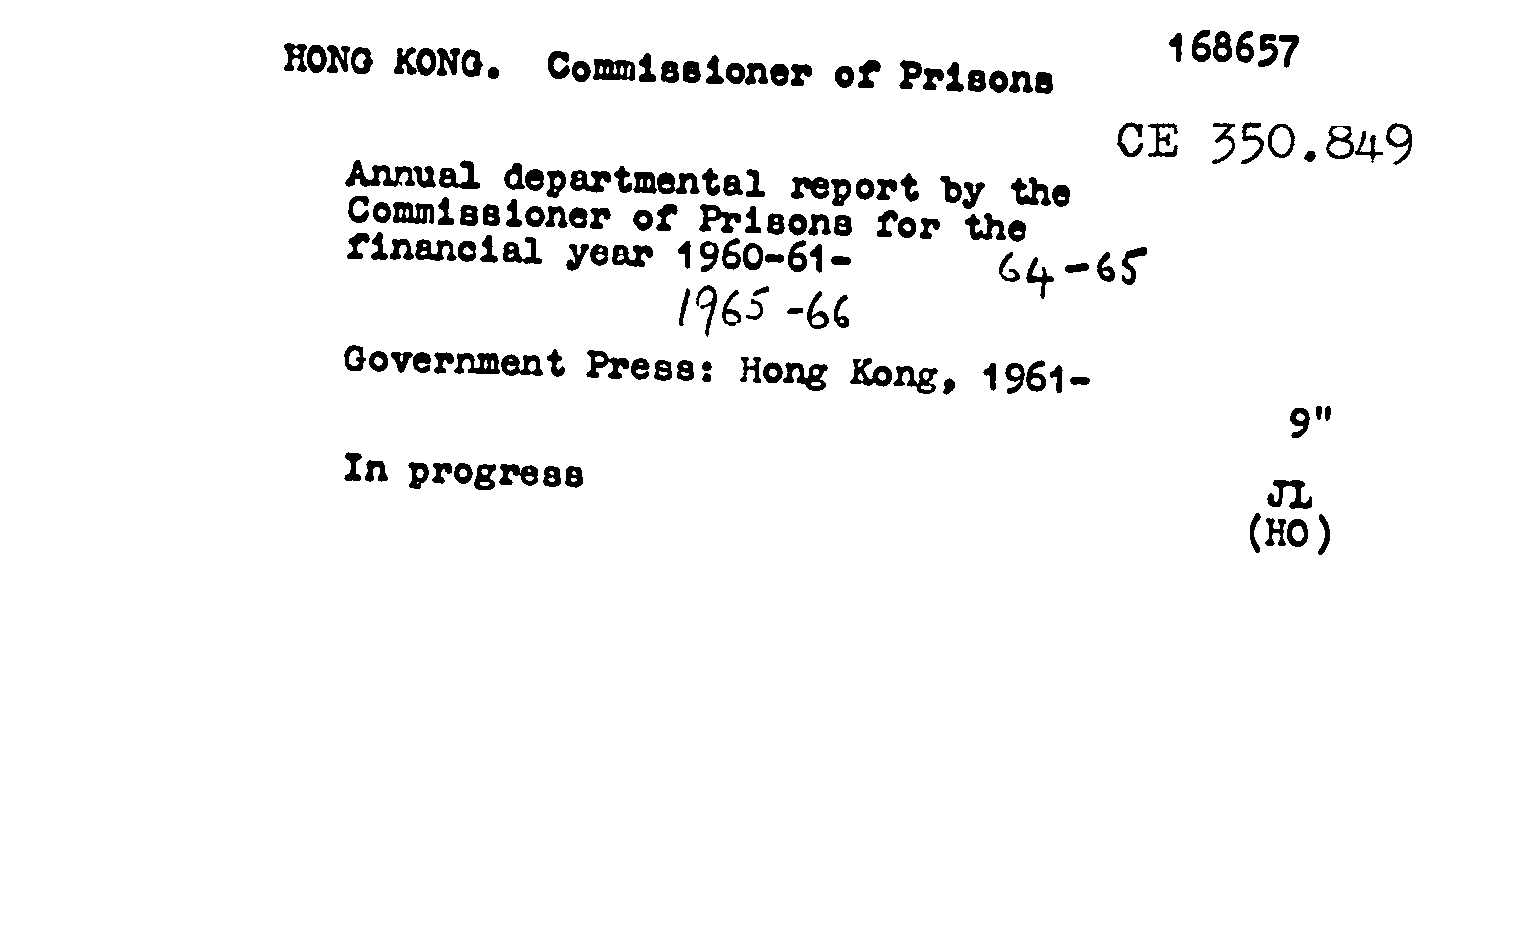 168657
HONG KONG. Commissioner of Prisons
CE 350.849
Annual departmental report by the
Commissioner of Prisons for the
financial year 1960-61- 64-65
1965-66
Government Press: Hong Kong, 1961-
9"
In progress
JL
(HO)